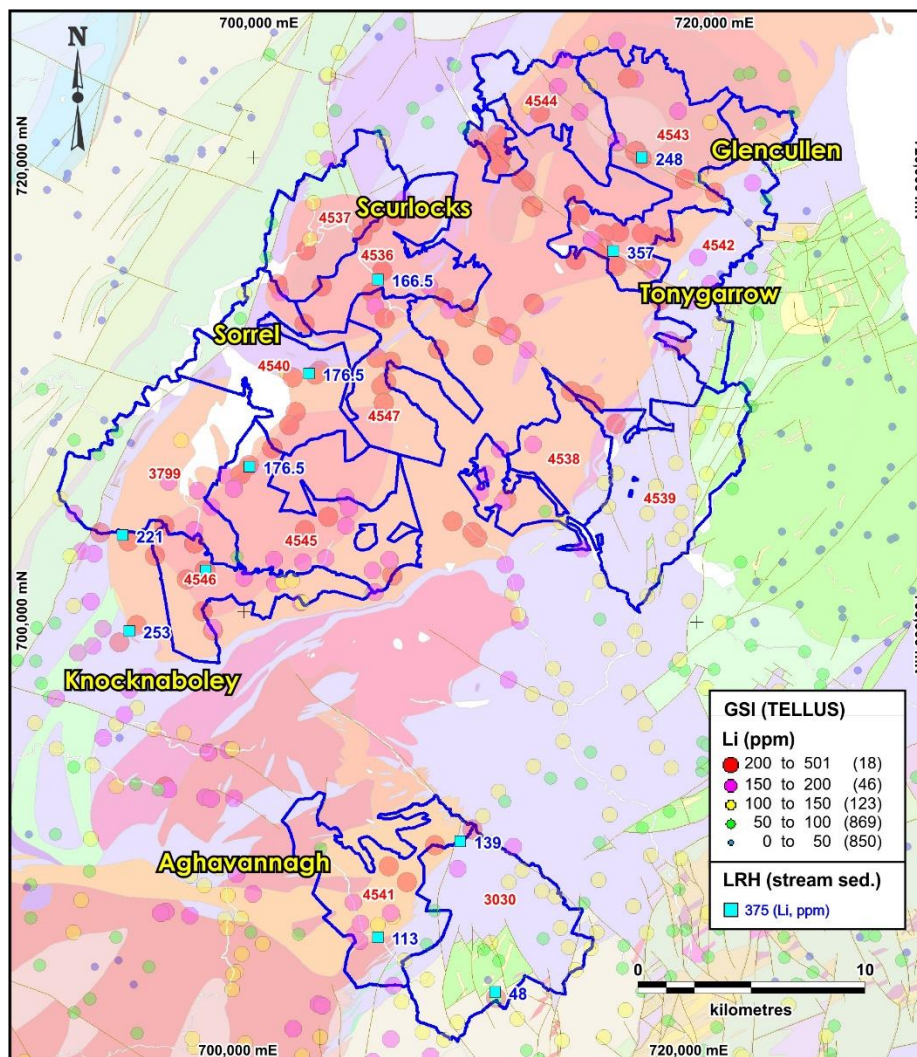 700,000 mE
720,000 mE
N
720,000 mN
4544
4543
248
Glencullen
4537
Scurlocks
4536
166.5
357
4542
Tonygarrow
Sorrel
4540
176.5
4547
3799
176.5
4538
4539
221
4545
4546
253
700,000 mN
Knocknaboley
GSI (TELLUS)
Li (ppm)
200 to 501 (18)
150 to 200 (46)
100 to 150 (123)
50 to 100 (869)
0 to 50 (850)
LRH (stream sed.)
375 (Li, ppm)
139
Aghavannagh
4541
3030
113
48
0 10
kilometres
700,000 mE
720,000 mE